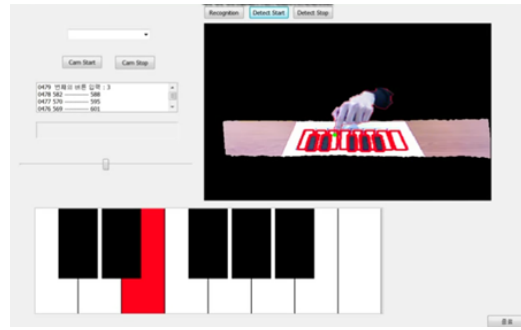 Recognition Detect Start Detect Stop
Cam Start Cam Stop
0479 번째의 버튼 입력 : 3
0478 582 ---------- 588
0477 570 ---------- 595
0476 569 ---------- 601
종료